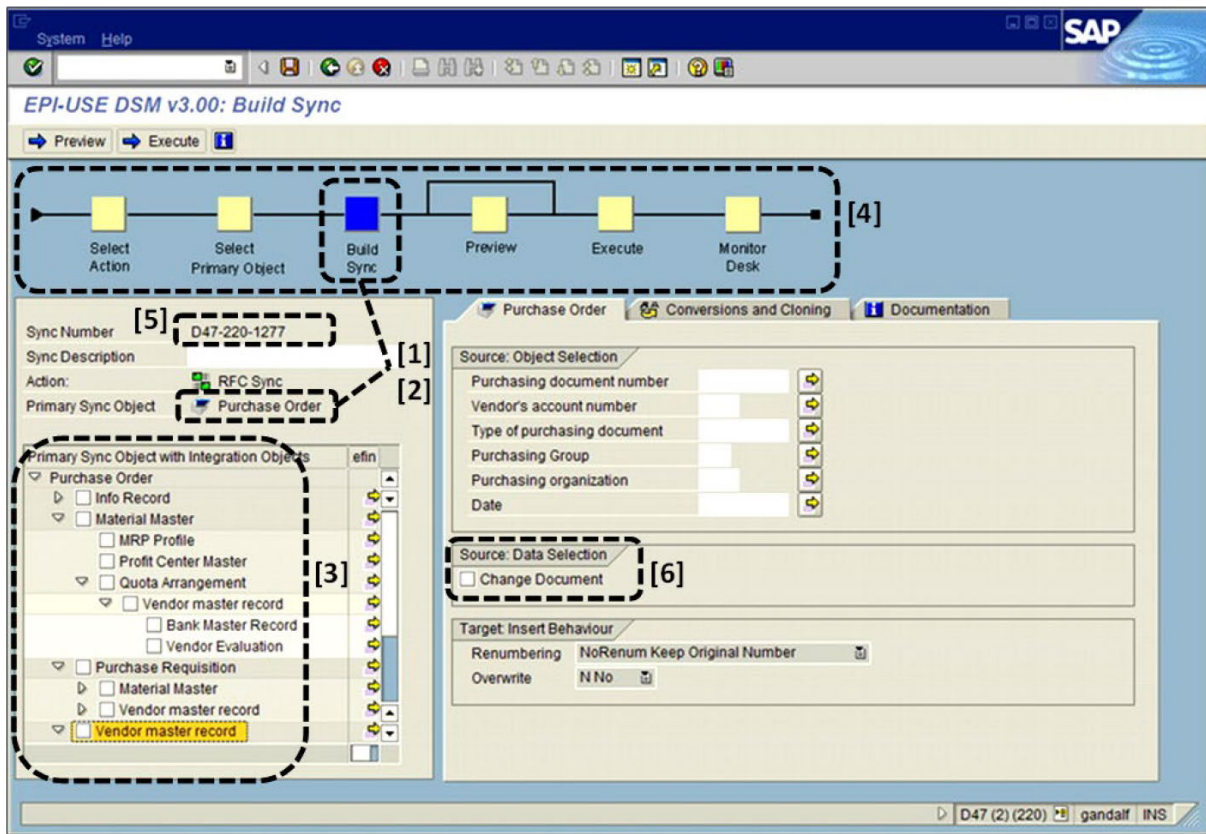 System Help
SAP
EPI-USE DSM v3.00: Build Sync
Preview Execute
Select Action
Select Primary Object
Build Sync
Preview
Execute
Monitor Desk
[4]
Sync Number [5] D47-220-1277
Sync Description
[1]
Action: RFC Sync
[2]
Primary Sync Object Purchase Order
Primary Sync Object with Integration Objects efin
Purchase Order
Info Record
Material Master
MRP Profile
Profit Center Master
[3]
Quota Arrangement
Vendor master record
Bank Master Record
Vendor Evaluation
Purchase Requisition
Material Master
Vendor master record
Vendor master record
Purchase Order Conversions and Cloning Documentation
Source: Object Selection
Purchasing document number
Vendor's account number
Type of purchasing document
Purchasing Group
Purchasing organization
Date
Source: Data Selection
Change Document
[6]
Target: Insert Behaviour
Renumbering NoRenum Keep Original Number
Overwrite N No
D47 (2) (220) gandalf INS